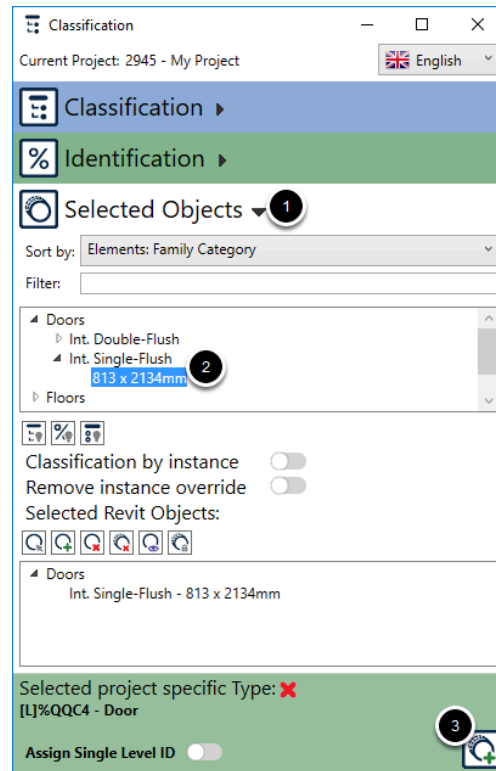 Classification
Current Project: 2945 - My Project
English
Classification
% Identification
Selected Objects 1
Sort by: Elements: Family Category
Filter:
Doors
Int. Double-Flush
Int. Single-Flush
813 x 2134mm 2
Floors
%
Classification by instance
Remove instance override
Selected Revit Objects:
Doors
Int. Single-Flush - 813 x 2134mm
Selected project specific Type:
[L]%QQC4 - Door
3
Assign Single Level ID